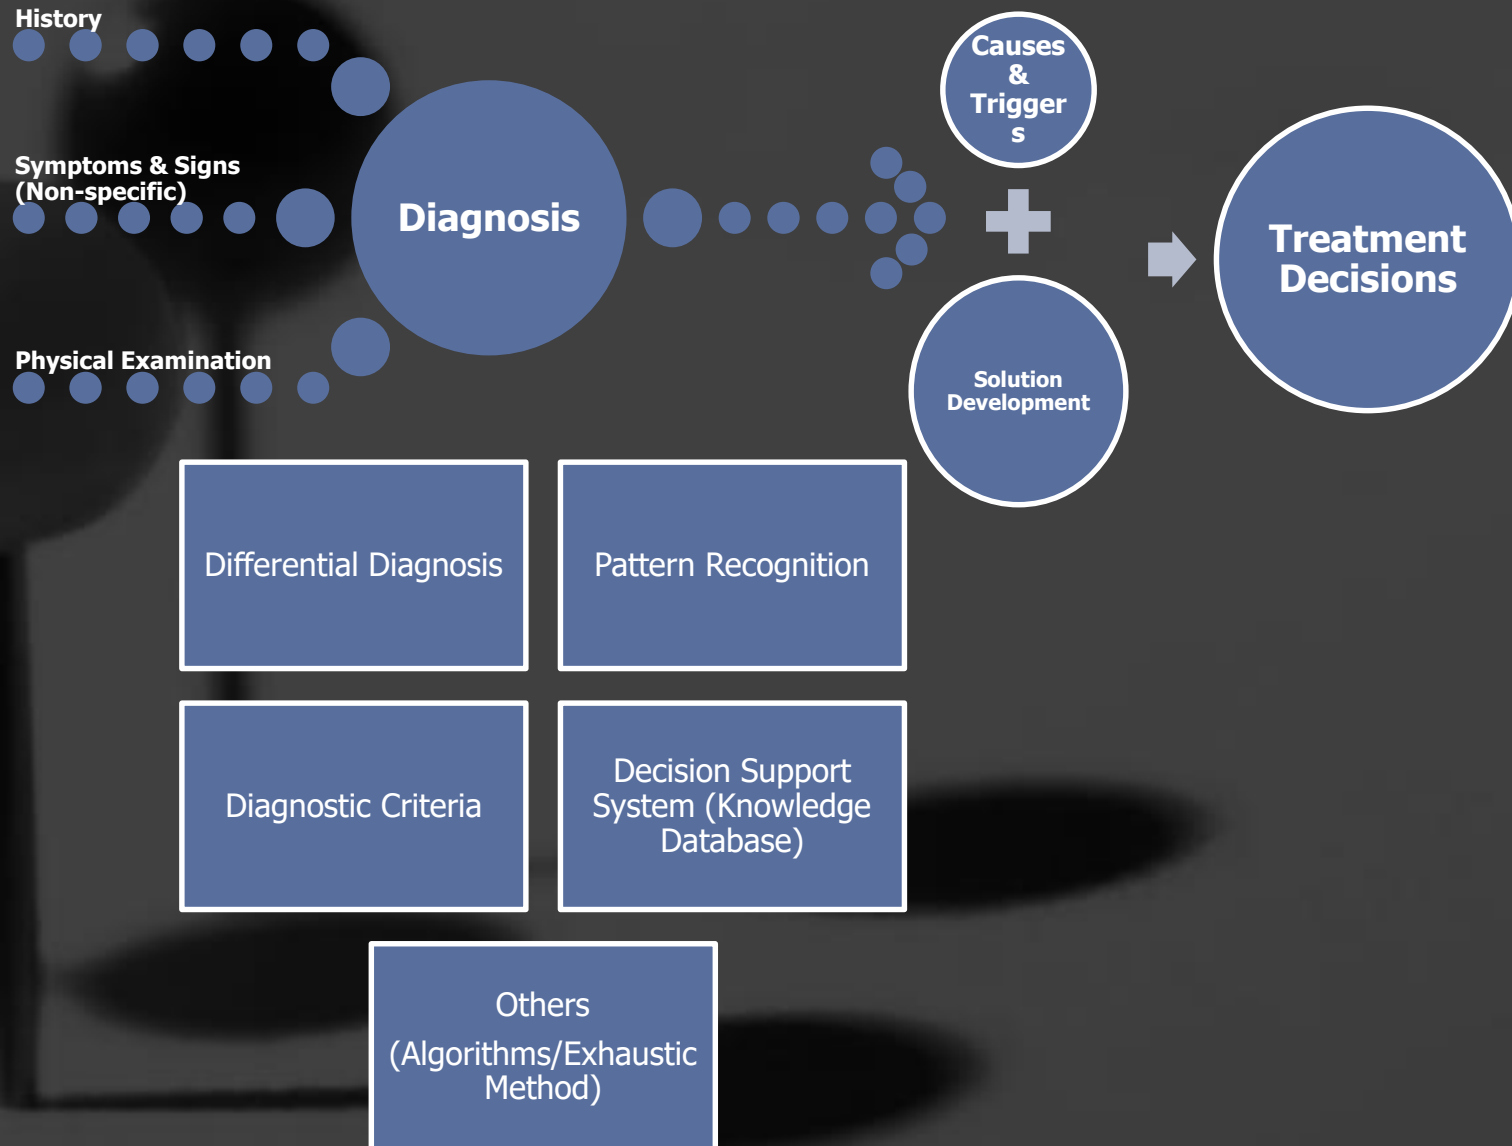 History
Symptoms & Signs
(Non-specific)
Physical Examination
Diagnosis
Causes
&
Trigger
s
Solution
Development
Treatment
Decisions
Differential Diagnosis
Pattern Recognition
Diagnostic Criteria
Decision Support
System (Knowledge
Database)
Others
(Algorithms/Exhaustic
Method)